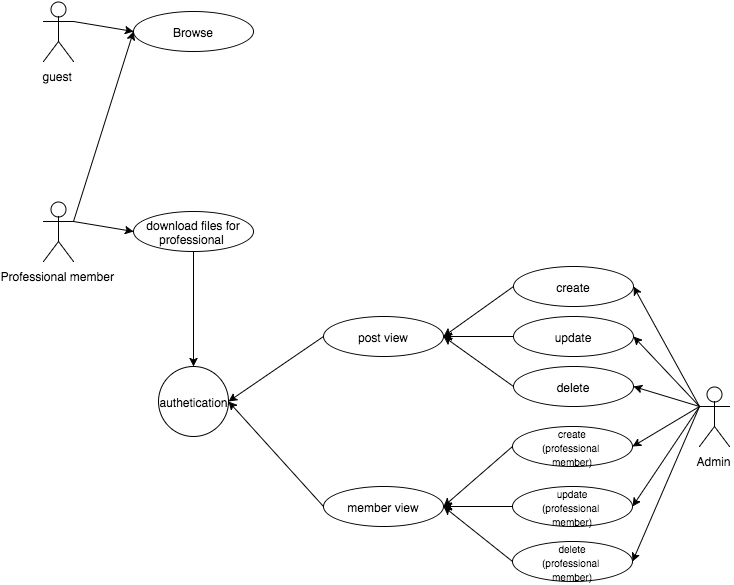 Browse
guest
download files for
professional
Professional member
create
post view
update
delete
authetication
create
(professional
member)
Admin
update
(professional
member)
member view
delete
(professional
member)